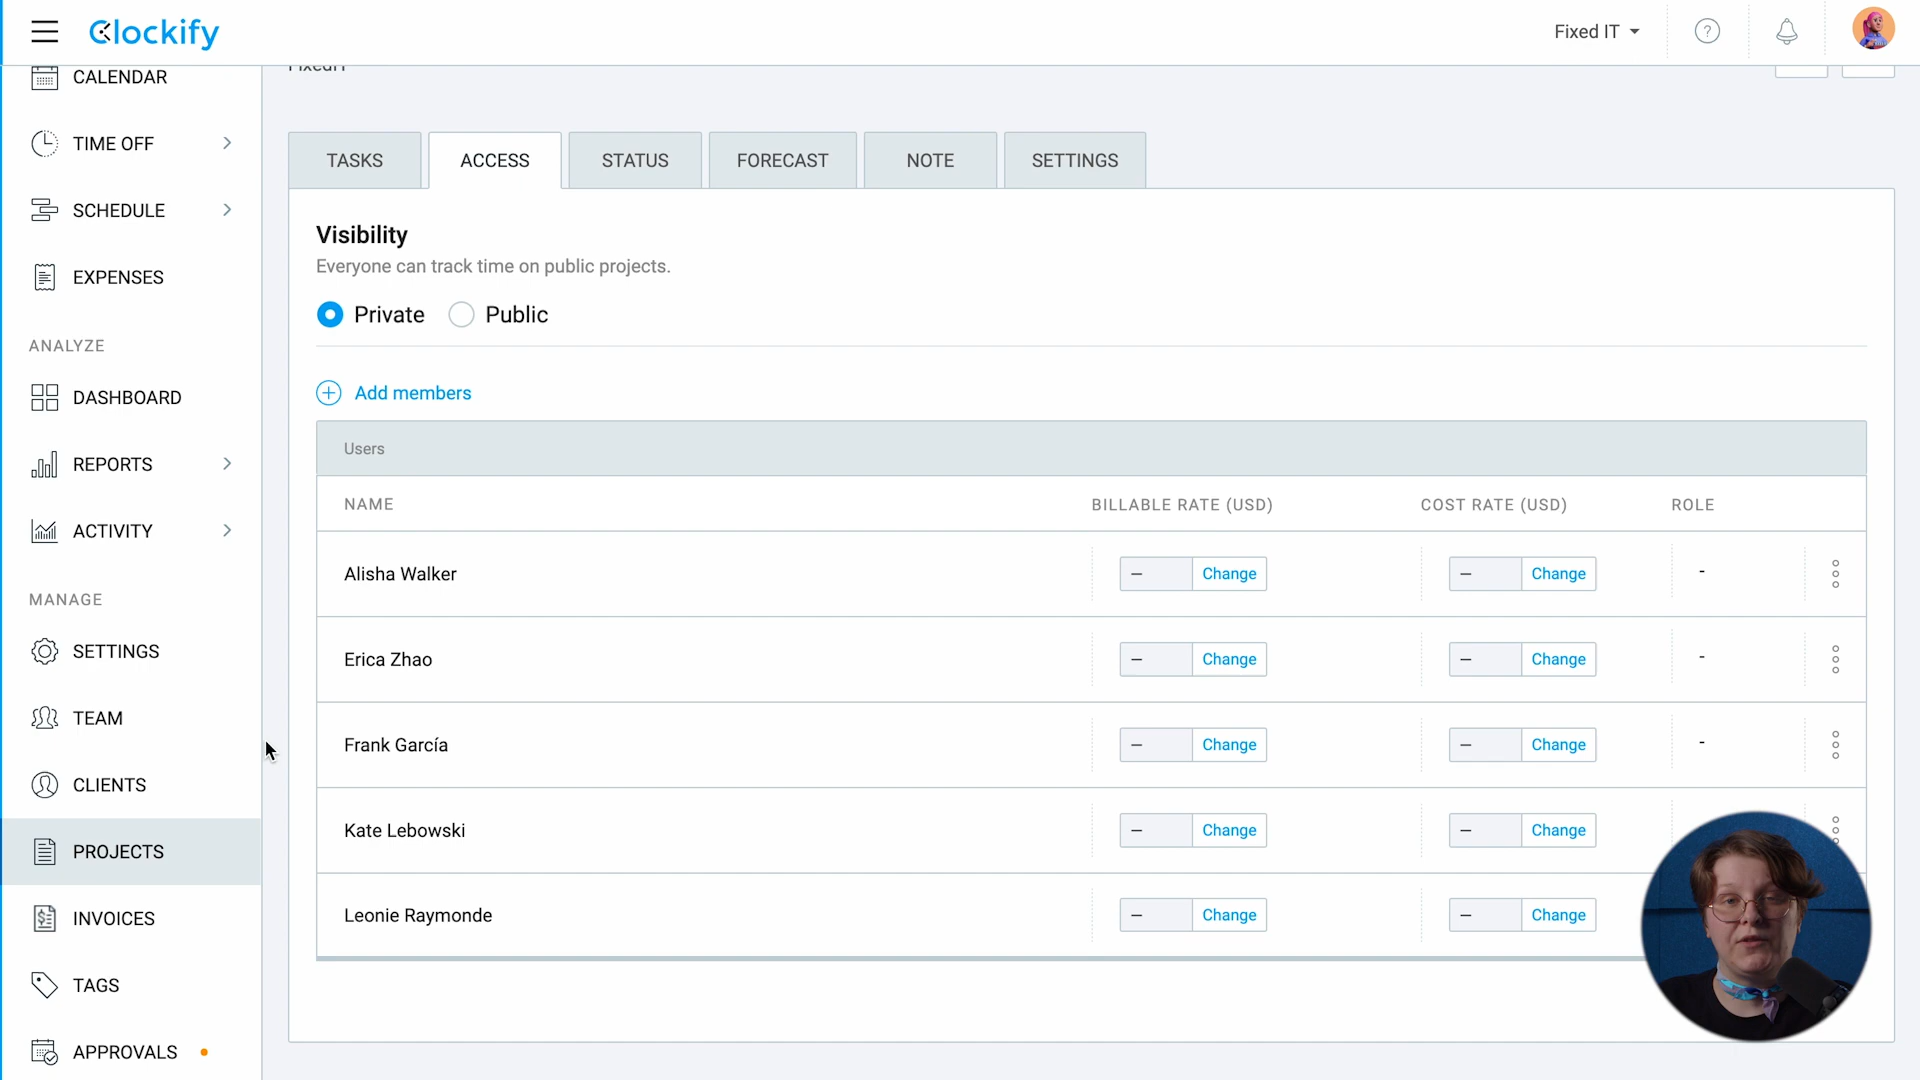 Clockify
Fixed IT
?
CALENDAR
TIME OFF
SCHEDULE
EXPENSES
ANALYZE
DASHBOARD
REPORTS
ACTIVITY
MANAGE
SETTINGS
TEAM
CLIENTS
PROJECTS
INVOICES
TAGS
APPROVALS
FixedIT
TASKS ACCESS STATUS FORECAST NOTE SETTINGS
Visibility
Everyone can track time on public projects.
Private Public
Add members
Users
NAME BILLABLE RATE (USD) COST RATE (USD) ROLE
Alisha Walker – Change – Change -
Erica Zhao – Change – Change -
Frank García – Change – Change -
Kate Lebowski – Change – Change
Leonie Raymonde – Change – Change